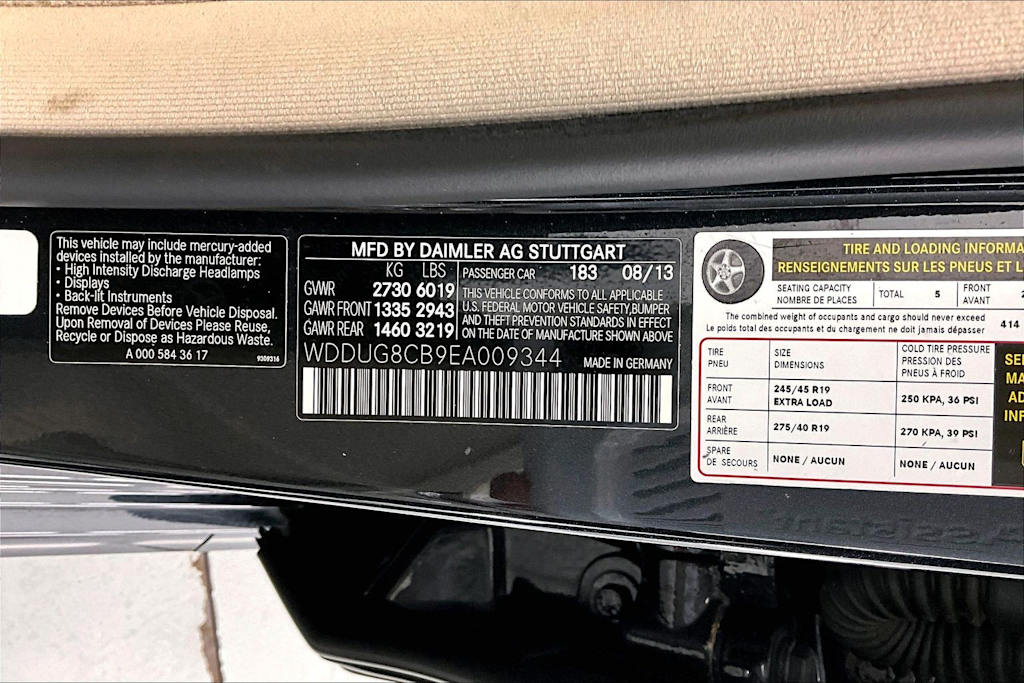 This vehicle may include mercury-added
devices installed by the manufacturer:
• High Intensity Discharge Headlamps
• Displays
• Back-lit Instruments
Remove Devices Before Vehicle Disposal.
Upon Removal of Devices Please Reuse,
Recycle or Dispose as Hazardous Waste.
A 000 584 36 17
9309316
MFD BY DAIMLER AG STUTTGART
KG LBS
GVWR 2730 6019
GAWR FRONT 1335 2943
GAWR REAR 1460 3219
PASSENGER CAR 183 08/13
THIS VEHICLE CONFORMS TO ALL APPLICABLE
U.S. FEDERAL MOTOR VEHICLE SAFETY,BUMPER
AND THEFT PREVENTION STANDARDS IN EFFECT
ON THE DATE OF MANUFACTURE SHOWN ABOVE
WDDUG8CB9EA009344
MADE IN GERMANY
TIRE AND LOADING INFORMA
RENSEIGNEMENTS SUR LES PNEUS ET L
SEATING CAPACITY
NOMBRE DE PLACES
TOTAL 5
FRONT
AVANT
2
The combined weight of occupants and cargo should never exceed
Le poids total des occupants et du chargement ne doit jamais dépasser
414
TIRE
PNEU
SIZE
DIMENSIONS
COLD TIRE PRESSURE
PRESSION DES
PNEUS À FROID
FRONT
AVANT
245/45 R19
EXTRA LOAD
250 KPA, 36 PSI
REAR
ARRIÈRE
275/40 R19
270 KPA, 39 PSI
SPARE
DE SECOURS
NONE / AUCUN
NONE / AUCUN
SE
MA
AD
INF